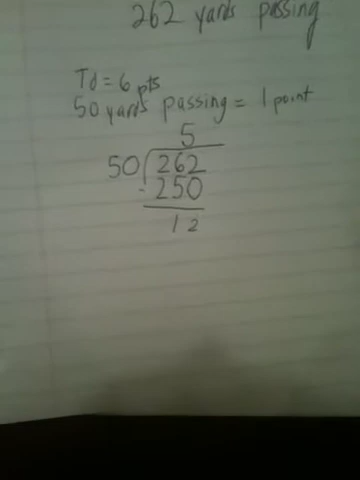 262 yards passing
Td = 6 pts
50 yards passing = 1 point
5
50 262
- 250
12